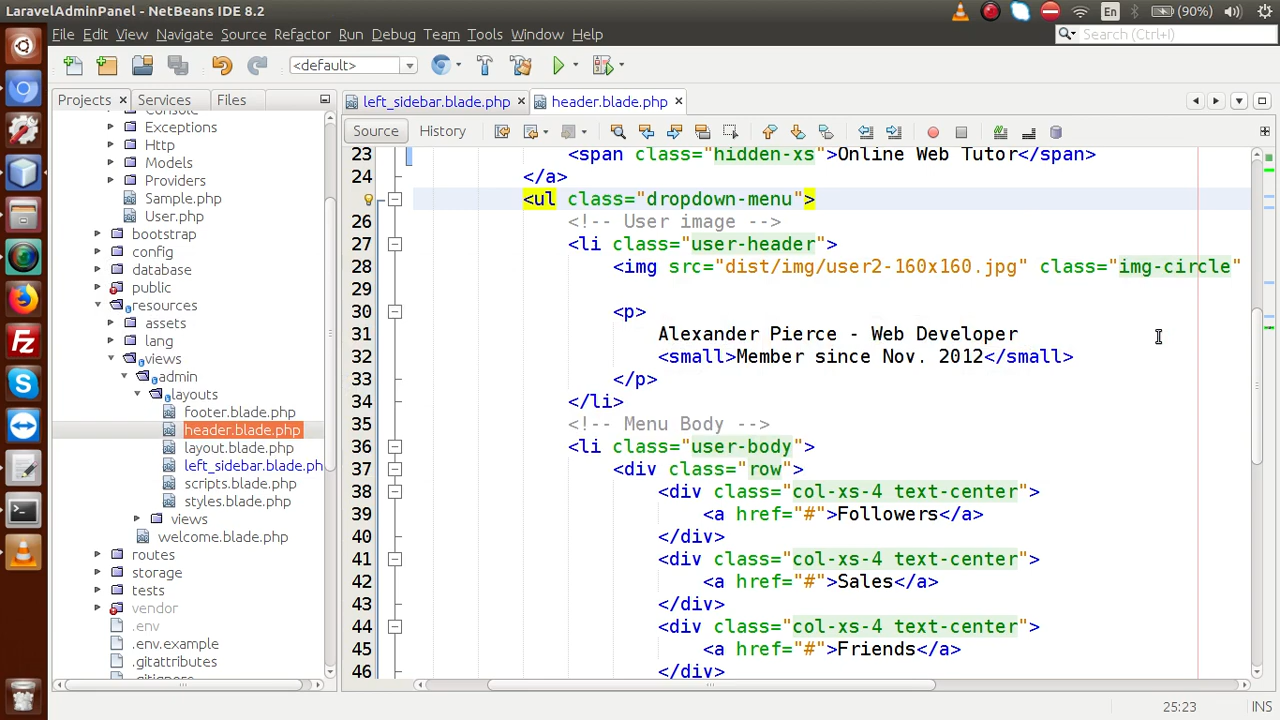 LaravelAdminPanel - NetBeans IDE 8.2
En
(90%)
File Edit View Navigate Source Refactor Run Debug Team Tools Window Help
Search (Ctrl+I)
<default>
Projects Services Files
left_sidebar.blade.php header.blade.php
Source History
Console
Exceptions
Http
Models
Providers
Sample.php
User.php
bootstrap
config
database
public
resources
assets
lang
views
admin
layouts
footer.blade.php
header.blade.php
layout.blade.php
left_sidebar.blade.ph
scripts.blade.php
styles.blade.php
views
welcome.blade.php
routes
storage
tests
vendor
.env
.env.example
.gitattributes
.gitignore
23 <span class="hidden-xs">Online Web Tutor</span>
24 </a>
<ul class="dropdown-menu">
26 <!-- User image -->
27 <li class="user-header">
28 <img src="dist/img/user2-160x160.jpg" class="img-circle"
29
30 <p>
31 Alexander Pierce - Web Developer
32 <small>Member since Nov. 2012</small>
33 </p>
34 </li>
35 <!-- Menu Body -->
36 <li class="user-body">
37 <div class="row">
38 <div class="col-xs-4 text-center">
39 <a href="#">Followers</a>
40 </div>
41 <div class="col-xs-4 text-center">
42 <a href="#">Sales</a>
43 </div>
44 <div class="col-xs-4 text-center">
45 <a href="#">Friends</a>
46 </div>
25:23 INS